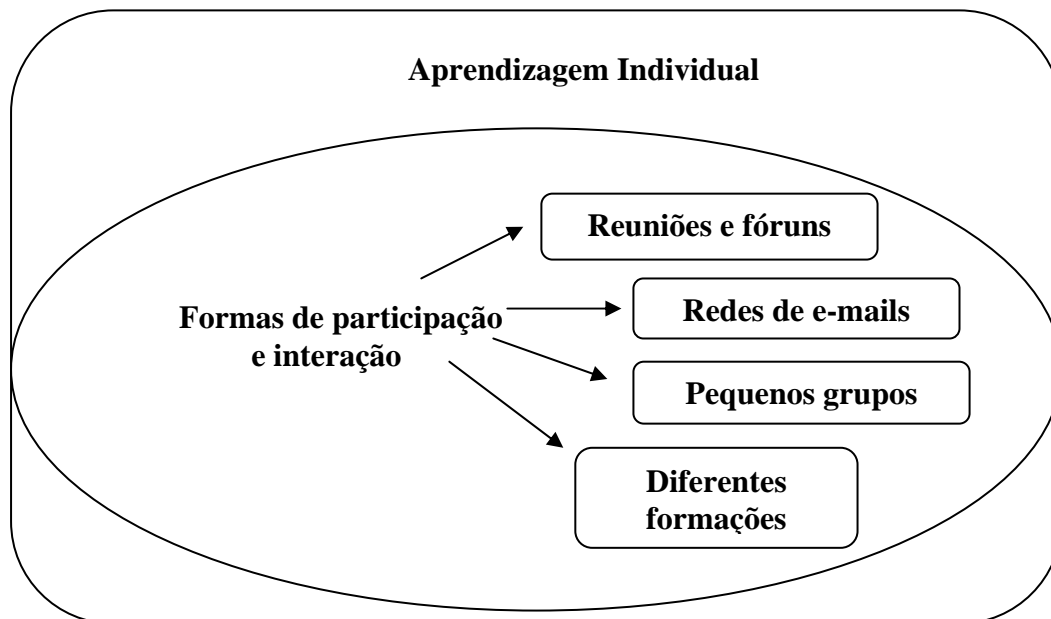 Aprendizagem Individual
Reuniões e fóruns
Formas de participação
e interação
Redes de e-mails
Pequenos grupos
Diferentes
formações